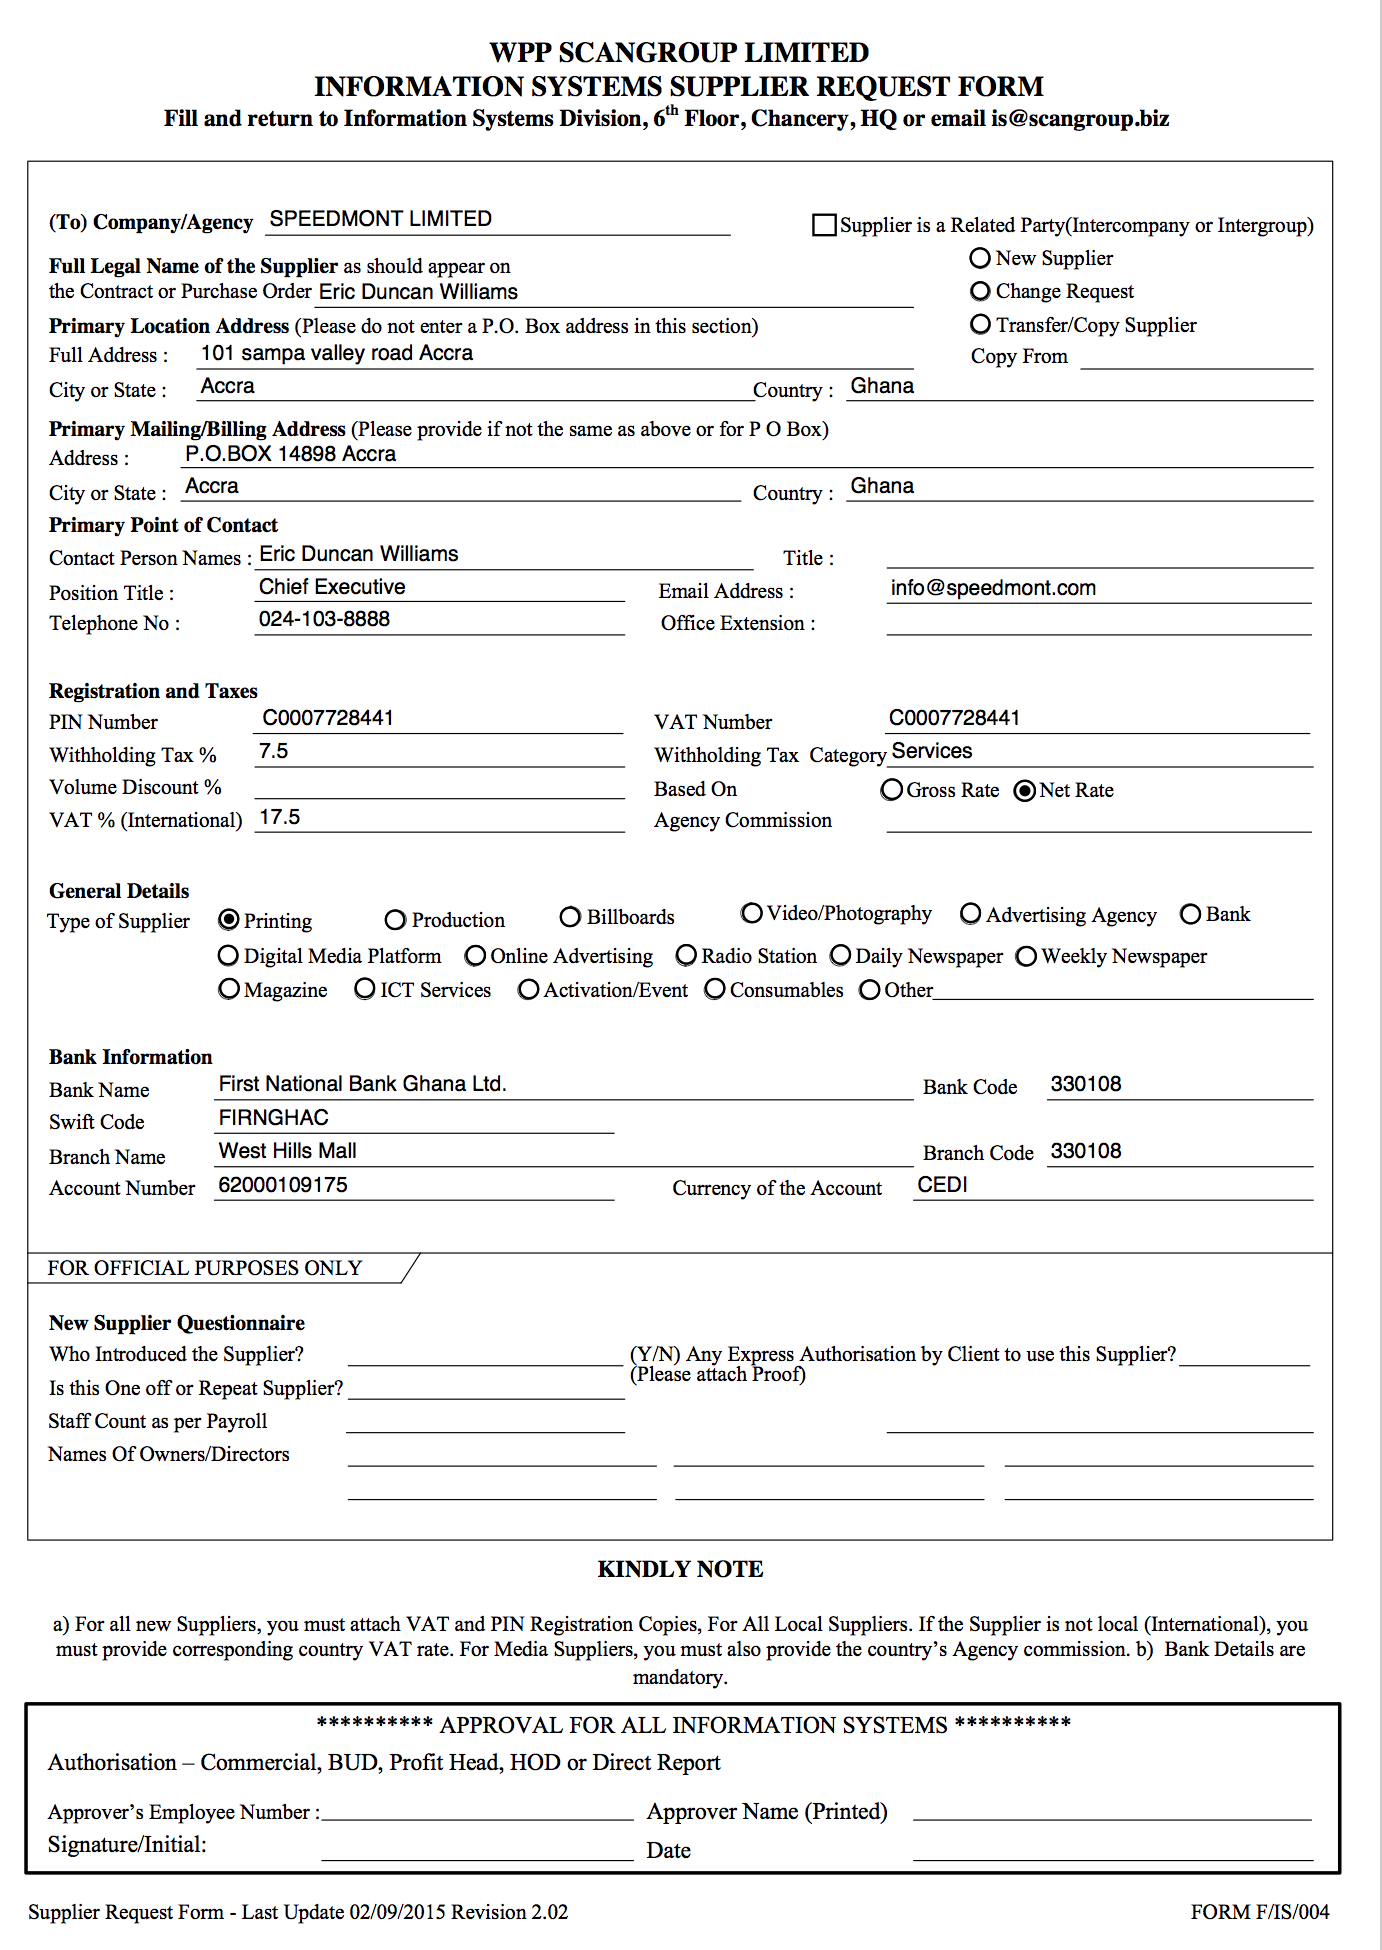 WPP SCANGROUP LIMITED
INFORMATION SYSTEMS SUPPLIER REQUEST FORM
Fill and return to Information Systems Division, 6th Floor, Chancery, HQ or email is@scangroup.biz
(To) Company/Agency SPEEDMONT LIMITED Supplier is a Related Party(Intercompany or Intergroup)
New Supplier
Full Legal Name of the Supplier as should appear on
the Contract or Purchase Order Eric Duncan Williams Change Request
Primary Location Address (Please do not enter a P.O. Box address in this section) Transfer/Copy Supplier
Full Address : 101 sampa valley road Accra Copy From
City or State : Accra Country : Ghana
Primary Mailing/Billing Address (Please provide if not the same as above or for P O Box)
Address : P.O.BOX 14898 Accra
City or State : Accra Country : Ghana
Primary Point of Contact
Contact Person Names : Eric Duncan Williams Title :
Position Title : Chief Executive Email Address : info@speedmont.com
Telephone No : 024-103-8888 Office Extension :
Registration and Taxes
PIN Number C0007728441 VAT Number C0007728441
Withholding Tax % 7.5 Withholding Tax Category Services
Volume Discount % Based On Gross Rate Net Rate
VAT % (International) 17.5 Agency Commission
General Details
Type of Supplier Printing Production Billboards Video/Photography Advertising Agency Bank
Digital Media Platform Online Advertising Radio Station Daily Newspaper Weekly Newspaper
Magazine ICT Services Activation/Event Consumables Other
Bank Information
Bank Name First National Bank Ghana Ltd. Bank Code 330108
Swift Code FIRNGHAC
Branch Name West Hills Mall Branch Code 330108
Account Number 62000109175 Currency of the Account CEDI
FOR OFFICIAL PURPOSES ONLY
New Supplier Questionnaire
Who Introduced the Supplier? (Y/N) Any Express Authorisation by Client to use this Supplier?
(Please attach Proof)
Is this One off or Repeat Supplier?
Staff Count as per Payroll
Names Of Owners/Directors
KINDLY NOTE
a) For all new Suppliers, you must attach VAT and PIN Registration Copies, For All Local Suppliers. If the Supplier is not local (International), you
must provide corresponding country VAT rate. For Media Suppliers, you must also provide the country's Agency commission. b) Bank Details are
mandatory.
********** APPROVAL FOR ALL INFORMATION SYSTEMS **********
Authorisation – Commercial, BUD, Profit Head, HOD or Direct Report
Approver's Employee Number : Approver Name (Printed)
Signature/Initial: Date
Supplier Request Form - Last Update 02/09/2015 Revision 2.02 FORM F/IS/004